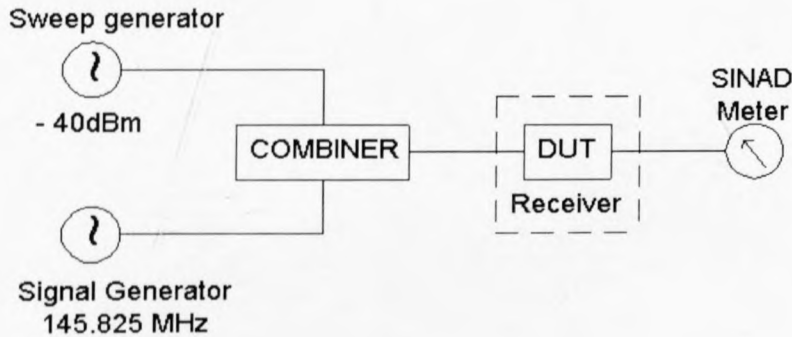 Sweep generator
- 40dBm
COMBINER
DUT
Receiver
SINAD
Meter
Signal Generator
145.825 MHz